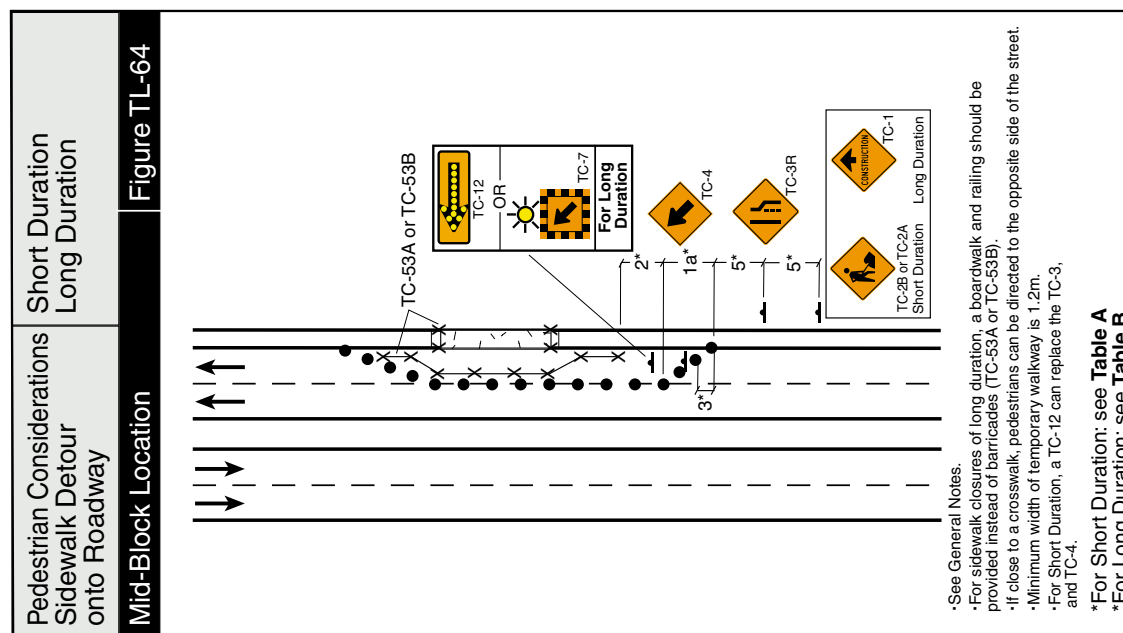 Pedestrian Considerations
Sidewalk Detour
onto Roadway
Short Duration
Long Duration
Mid-Block Location
Figure TL-64
TC-53A or TC-53B
TC-12
OR
TC-7
For Long
Duration
TC-4
TC-3R
CONSTRUCTION
TC-1
TC-2B or TC-2A
Short Duration
Long Duration
2*
1a*
5*
5*
3*
•See General Notes.
•For sidewalk closures of long duration, a boardwalk and railing should be
provided instead of barricades (TC-53A or TC-53B).
•If close to a crosswalk, pedestrians can be directed to the opposite side of the street.
•Minimum width of temporary walkway is 1.2m.
•For Short Duration, a TC-12 can replace the TC-3,
and TC-4.
*For Short Duration: see Table A
*For Long Duration: see Table B